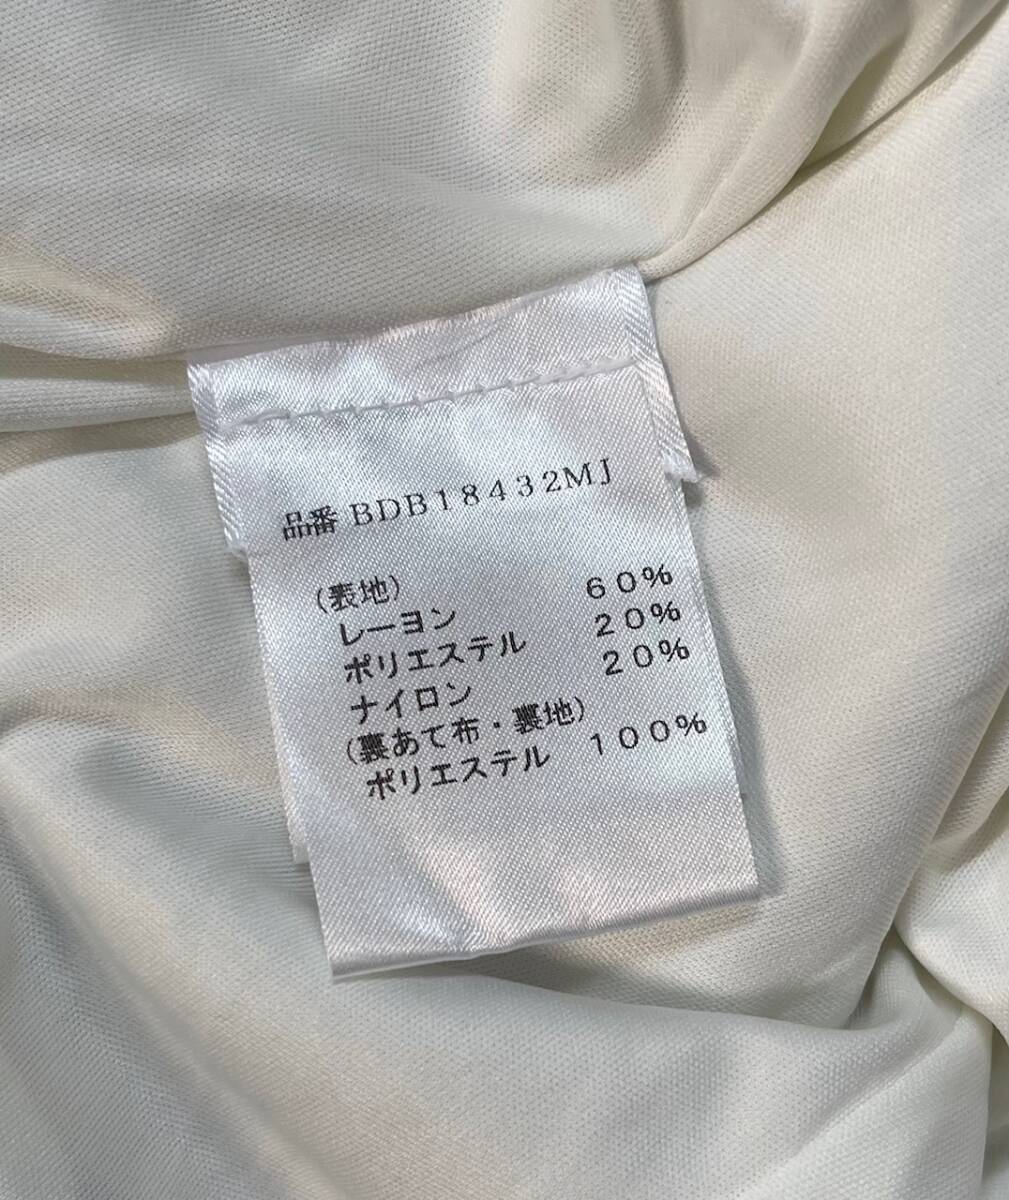 品番 BDB18432MJ
(表地)
レーヨン 60%
ポリエステル 20%
ナイロン 20%
(裏あて布・裏地)
ポリエステル 100%